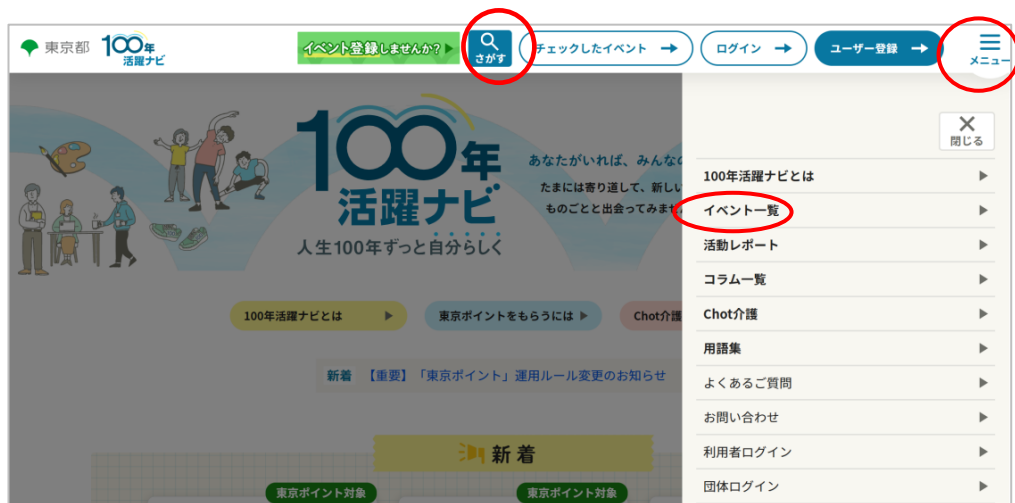 東京都
100年
活躍ナビ
イベント登録しませんか?
さがす
チェックしたイベント
ログイン
ユーザー登録
メニュー
閉じる
100年
活躍ナビ
人生100年ずっと自分らしく
あなたがいれば、みんなの
たまには寄り道して、新しい
ものごとと出会ってみません
100年活躍ナビとは
東京ポイントをもらうには
Chot介護
新着 【重要】「東京ポイント」運用ルール変更のお知らせ
新着
東京ポイント対象
東京ポイント対象
100年活躍ナビとは
イベント一覧
活動レポート
コラム一覧
Chot介護
用語集
よくあるご質問
お問い合わせ
利用者ログイン
団体ログイン